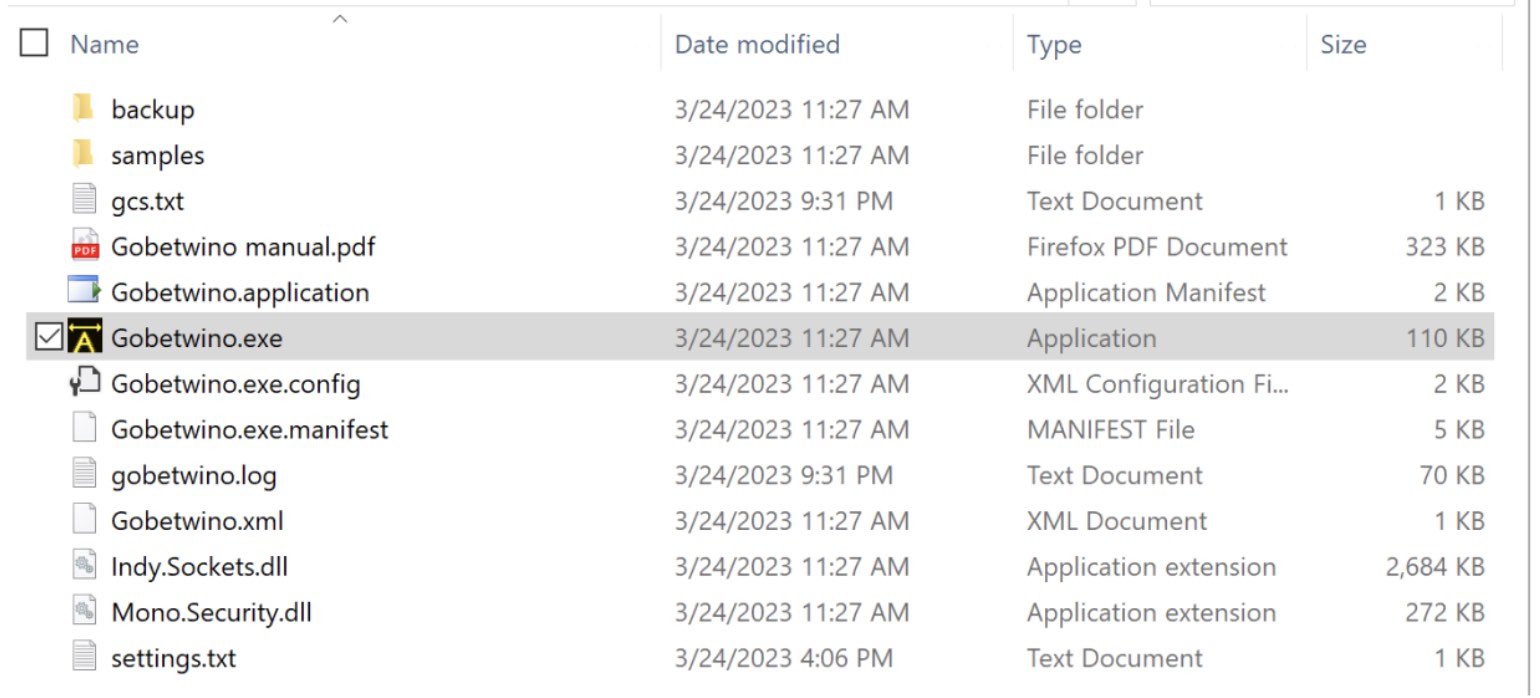 Name Date modified Type Size
backup 3/24/2023 11:27 AM File folder
samples 3/24/2023 11:27 AM File folder
gcs.txt 3/24/2023 9:31 PM Text Document 1 KB
PDF Gobetwino manual.pdf 3/24/2023 11:27 AM Firefox PDF Document 323 KB
Gobetwino.application 3/24/2023 11:27 AM Application Manifest 2 KB
A Gobetwino.exe 3/24/2023 11:27 AM Application 110 KB
Gobetwino.exe.config 3/24/2023 11:27 AM XML Configuration Fi... 2 KB
Gobetwino.exe.manifest 3/24/2023 11:27 AM MANIFEST File 5 KB
gobetwino.log 3/24/2023 9:31 PM Text Document 70 KB
Gobetwino.xml 3/24/2023 11:27 AM XML Document 1 KB
Indy.Sockets.dll 3/24/2023 11:27 AM Application extension 2,684 KB
Mono.Security.dll 3/24/2023 11:27 AM Application extension 272 KB
settings.txt 3/24/2023 4:06 PM Text Document 1 KB